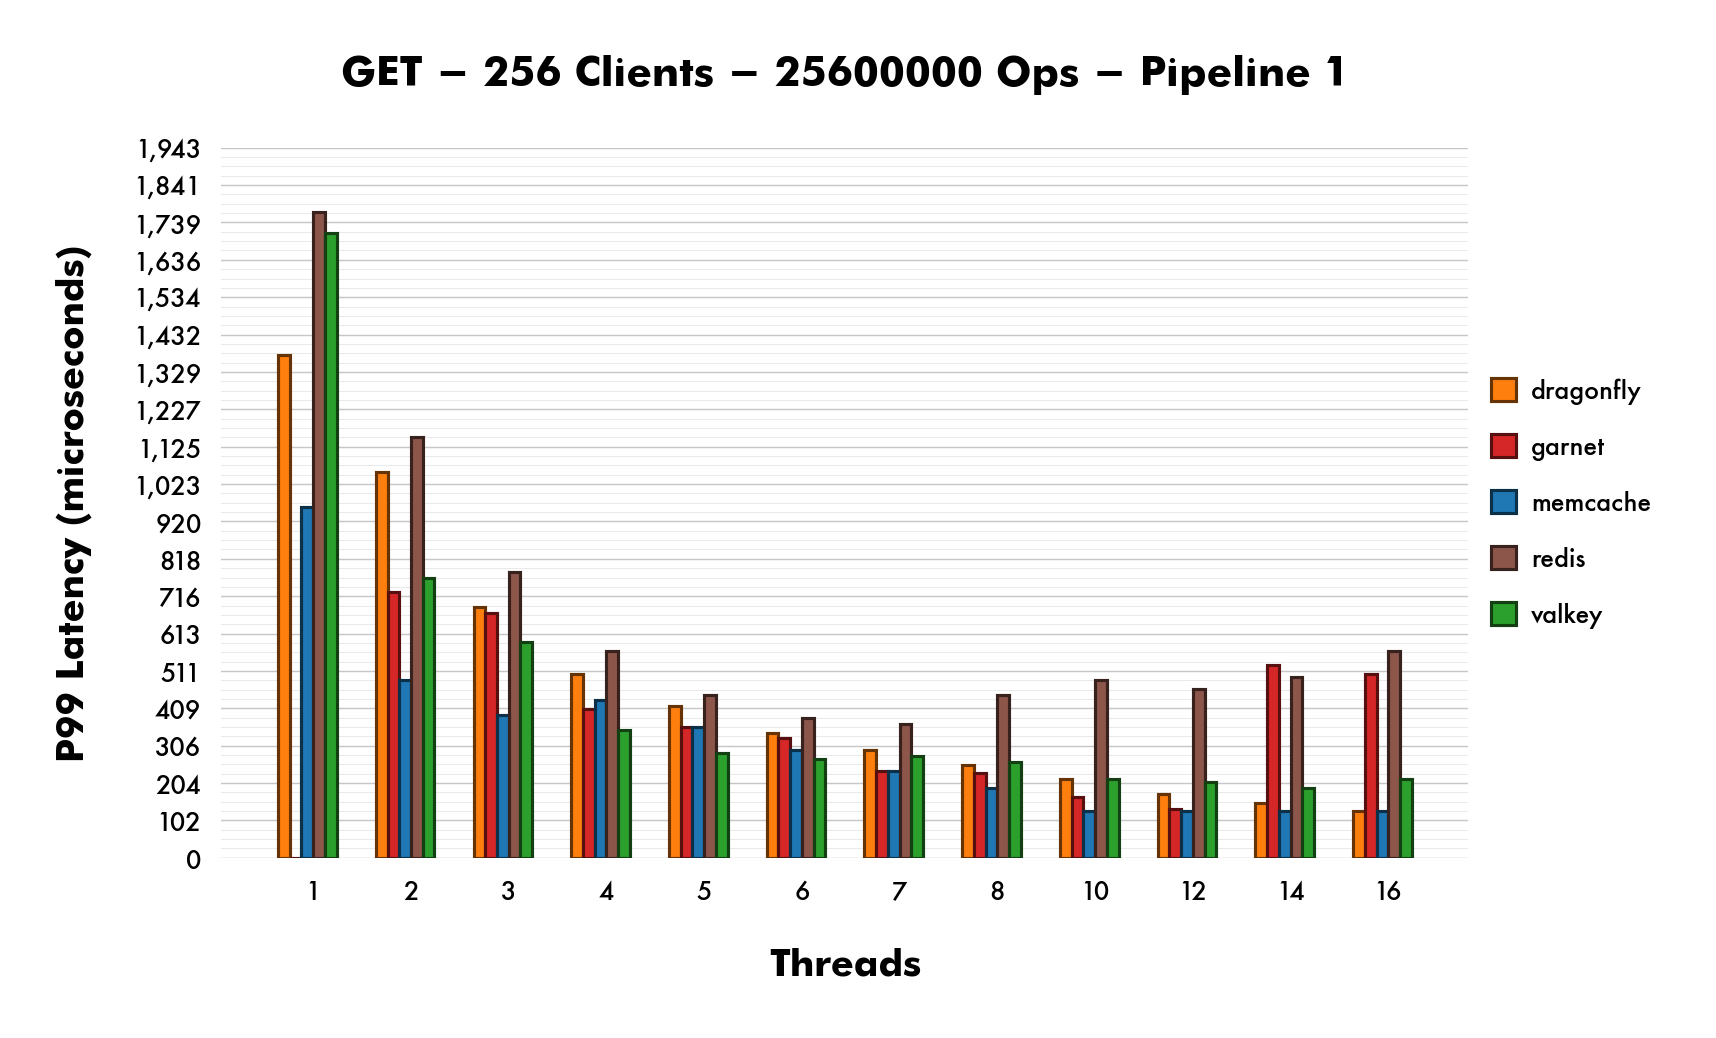 GET – 256 Clients – 25600000 Ops – Pipeline 1
P99 Latency (microseconds)
1,943
1,841
1,739
1,636
1,534
1,432
1,329
1,227
1,125
1,023
920
818
716
613
511
409
306
204
102
0
1 2 3 4 5 6 7 8 10 12 14 16
Threads
dragonfly
garnet
memcache
redis
valkey